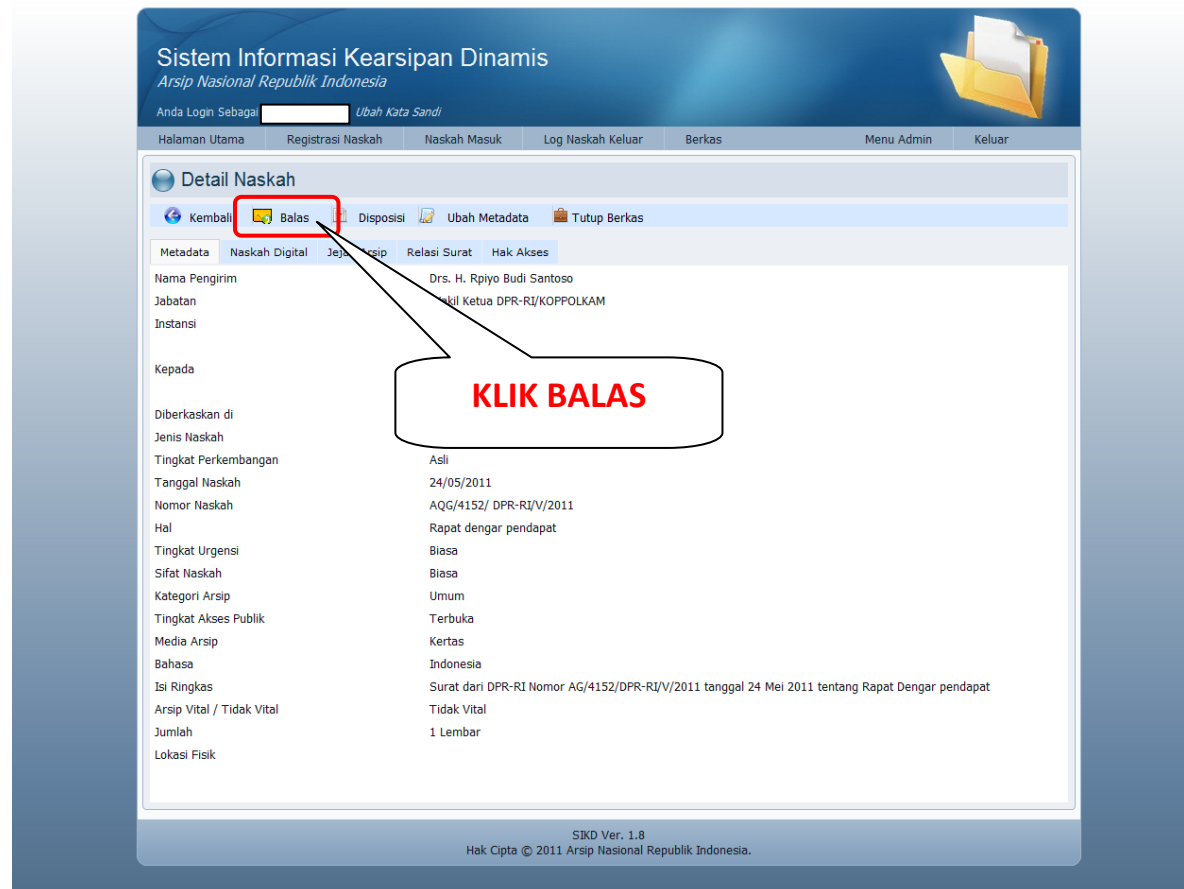 Sistem Informasi Kearsipan Dinamis
Arsip Nasional Republik Indonesia
Anda Login Sebagai Ubah Kata Sandi
Halaman Utama Registrasi Naskah Naskah Masuk Log Naskah Keluar Berkas Menu Admin Keluar
Detail Naskah
Kembali Balas Disposisi Ubah Metadata Tutup Berkas
Metadata Naskah Digital Relasi Surat Hak Akses
Nama Pengirim Drs. H. Rpiyo Budi Santoso
Jabatan Wakil Ketua DPR-RI/KOPPOLKAM
Instansi
Kepada
KLIK BALAS
Diberkaskan di
Jenis Naskah
Tingkat Perkembangan Asli
Tanggal Naskah 24/05/2011
Nomor Naskah AQG/4152/ DPR-RI/V/2011
Hal Rapat dengar pendapat
Tingkat Urgensi Biasa
Sifat Naskah Biasa
Kategori Arsip Umum
Tingkat Akses Publik Terbuka
Media Arsip Kertas
Bahasa Indonesia
Isi Ringkas Surat dari DPR-RI Nomor AG/4152/DPR-RI/V/2011 tanggal 24 Mei 2011 tentang Rapat Dengar pendapat
Arsip Vital / Tidak Vital Tidak Vital
Jumlah 1 Lembar
Lokasi Fisik
SIKD Ver. 1.8
Hak Cipta © 2011 Arsip Nasional Republik Indonesia.